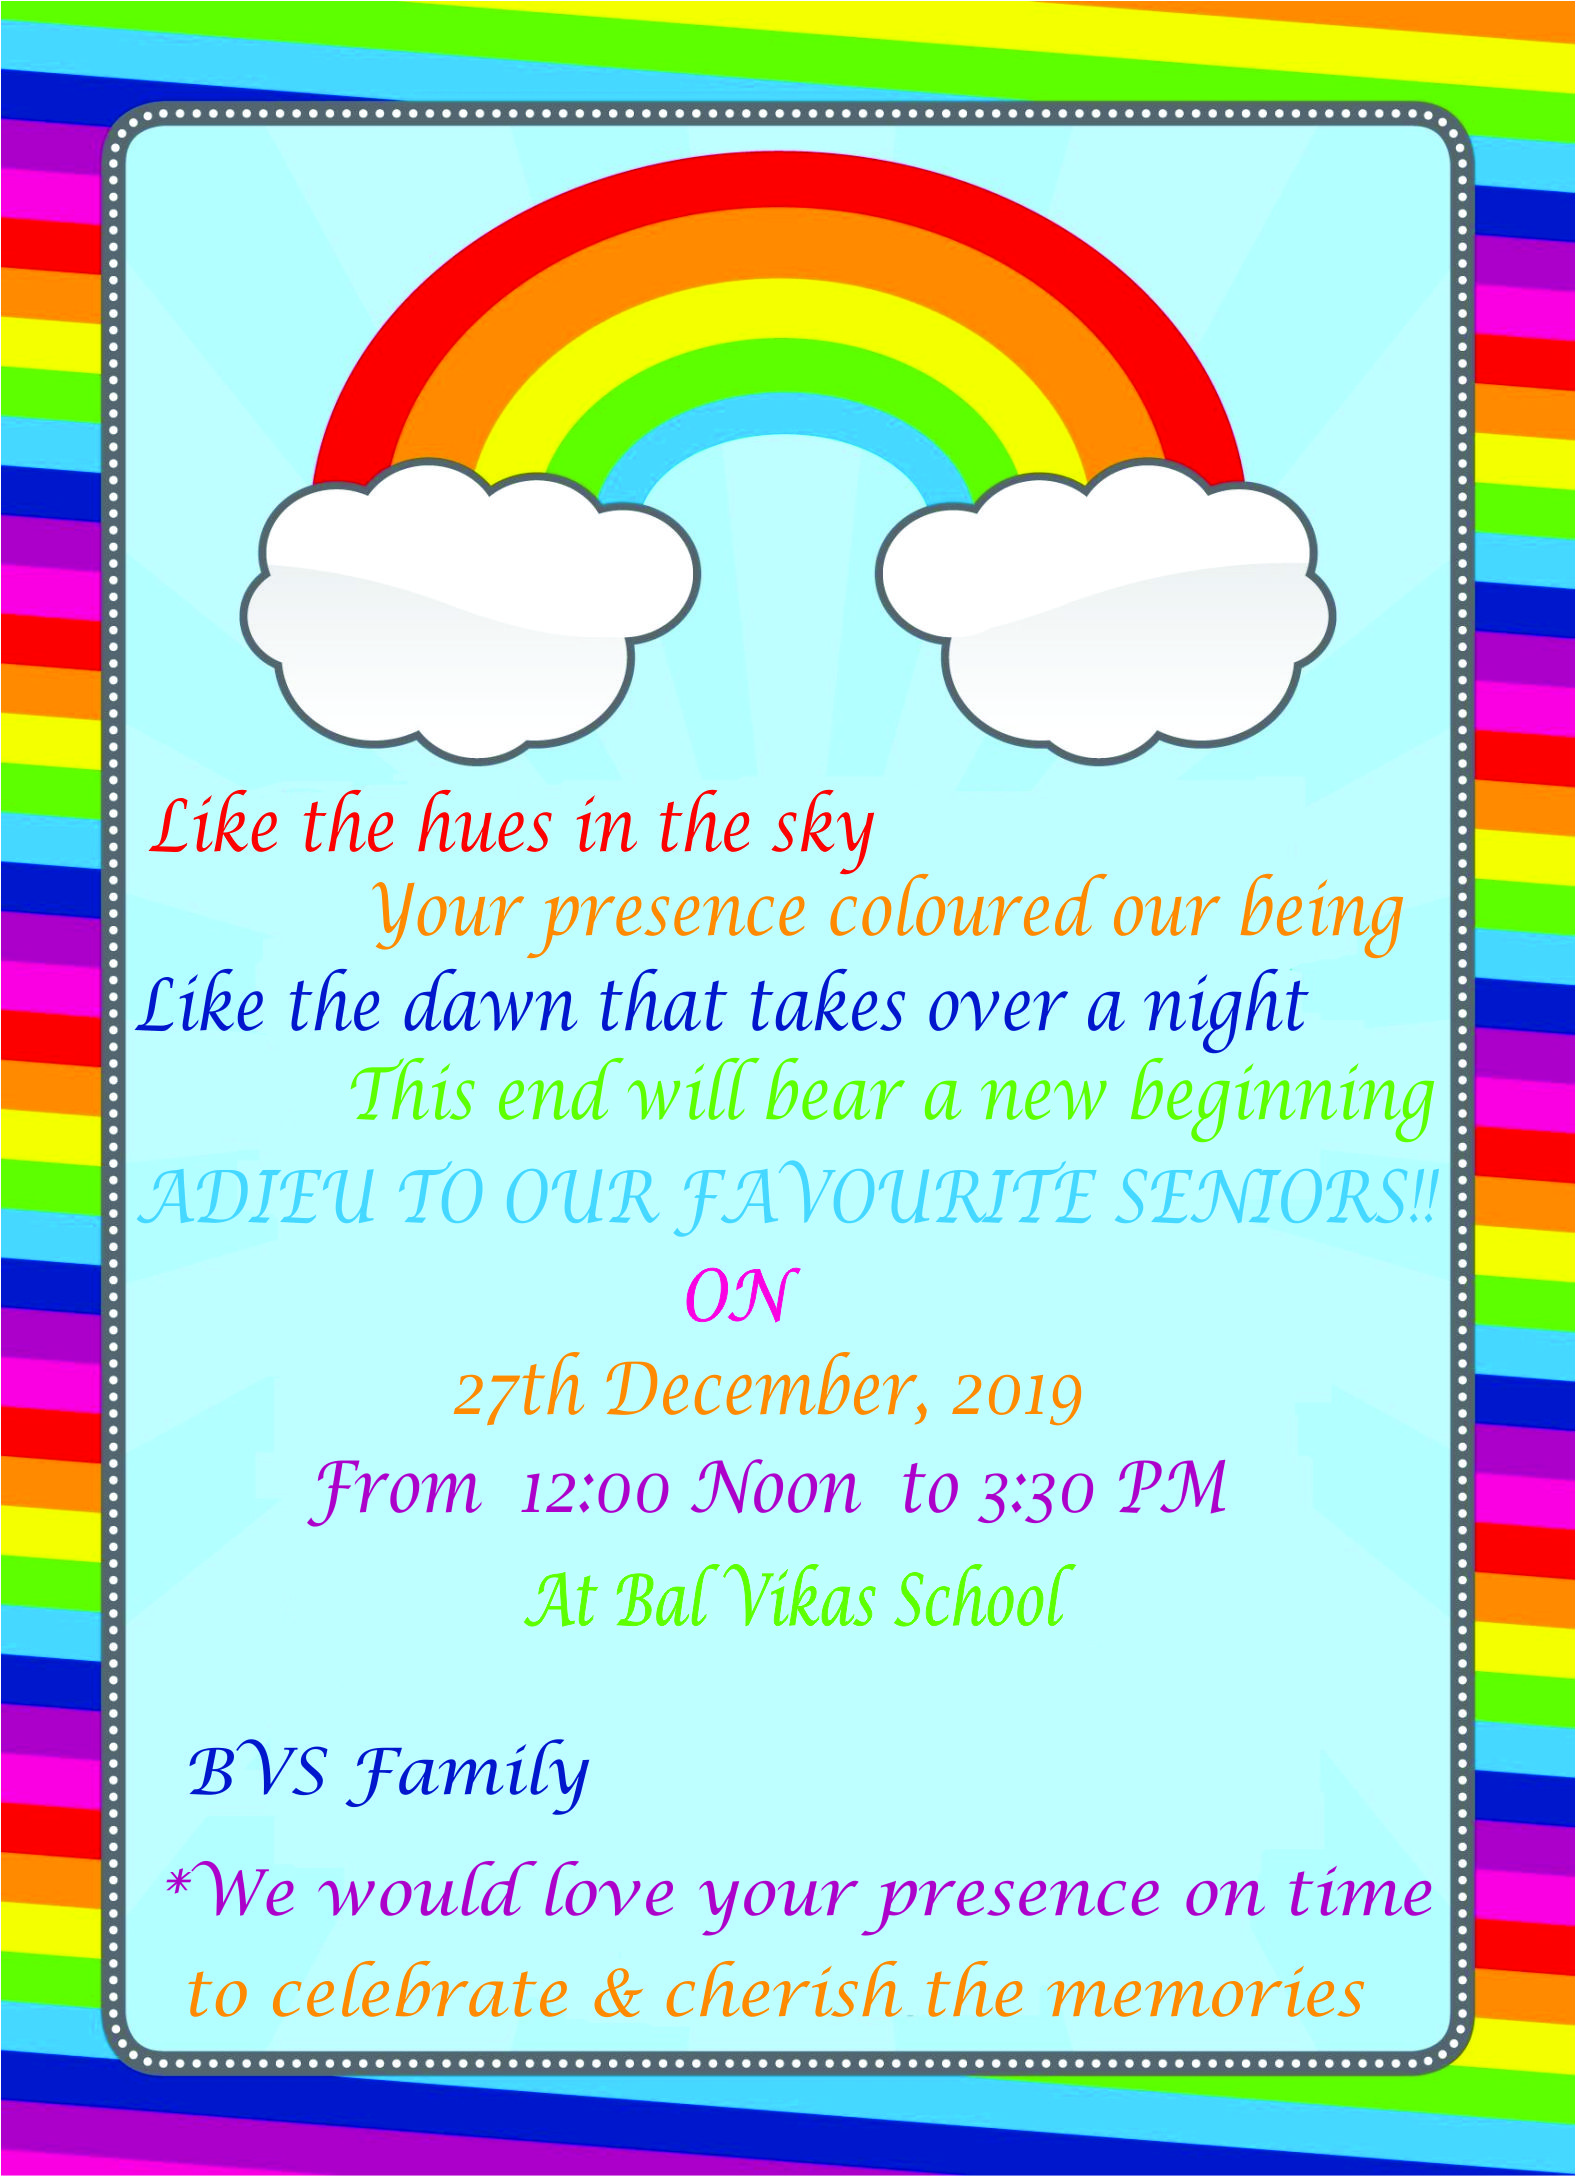 Like the hues in the sky
Your presence coloured our being
Like the dawn that takes over a night
This end will bear a new beginning
ADIEU TO OUR FAVOURITE SENIORS!!
ON
27th December, 2019
From 12:00 Noon to 3:30 PM
At Bal Vikas School
BVS Family
*We would love your presence on time
to celebrate & cherish the memories